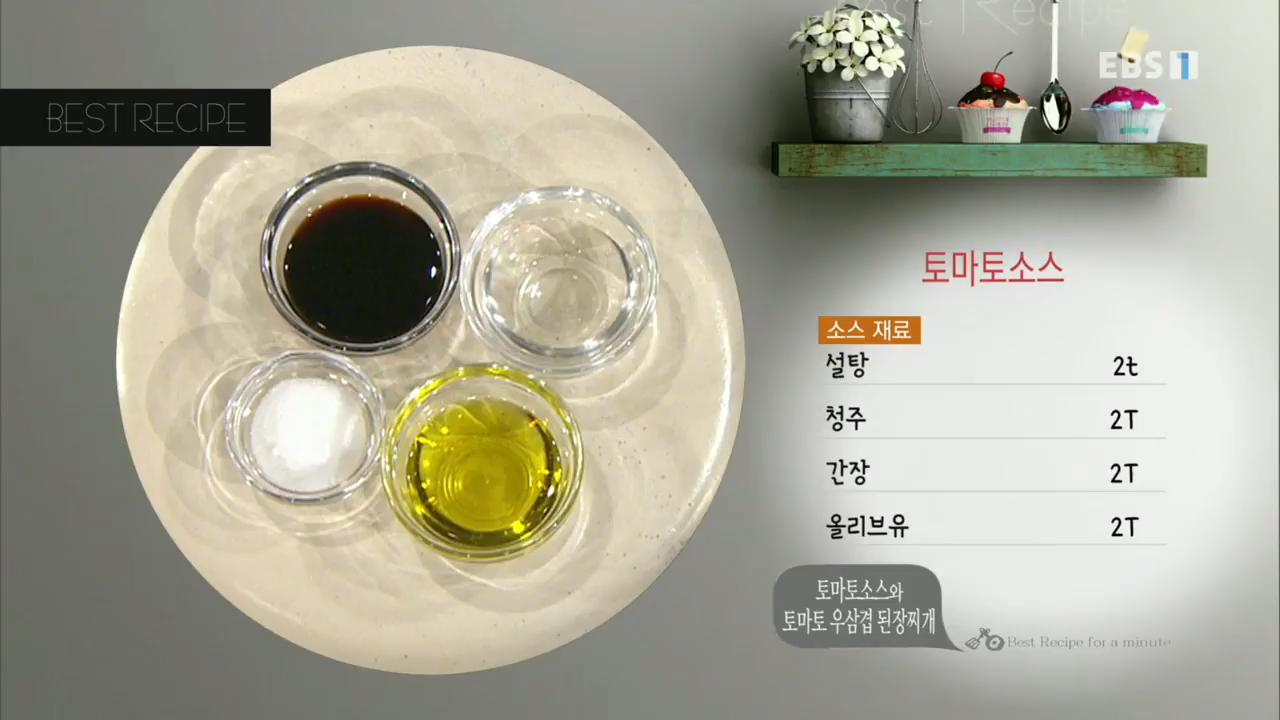 Best Recipe
EBS 1
BEST RECIPE
토마토소스
소스 재료
설탕 2t
청주 2T
간장 2T
올리브유 2T
토마토소스와
토마토 우삼겹 된장찌개
Best Recipe for a minute